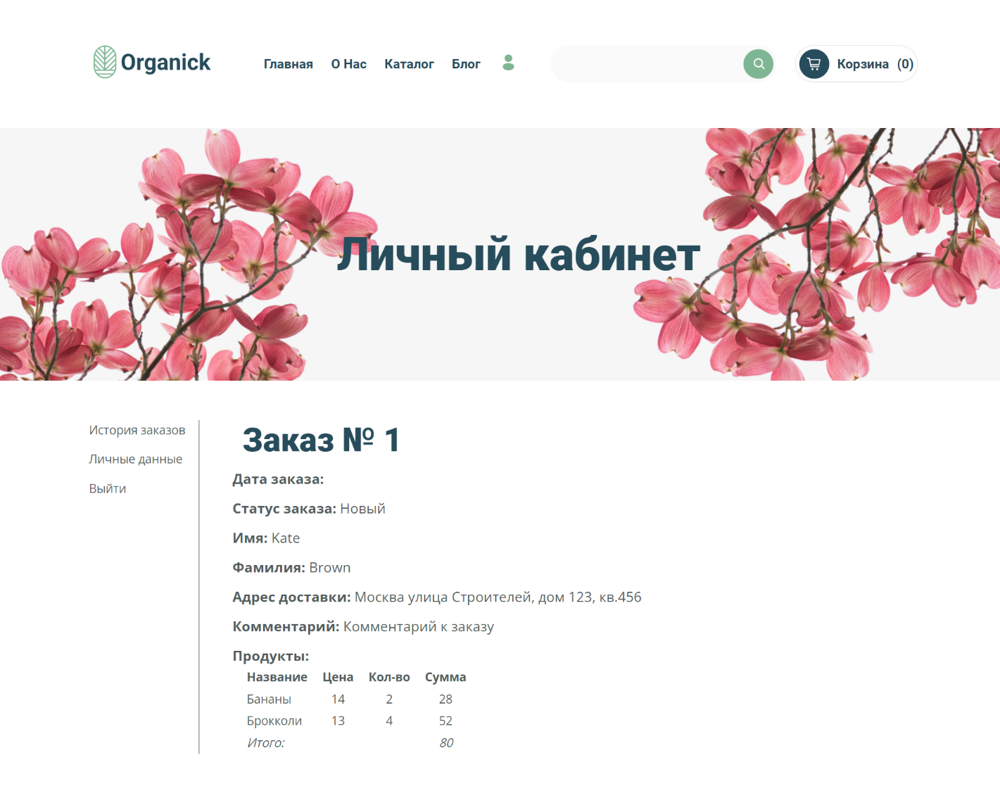 Organick
Главная О Нас Каталог Блог
Корзина (0)
Личный кабинет
История заказов
Личные данные
Выйти
Заказ № 1
Дата заказа:
Статус заказа: Новый
Имя: Kate
Фамилия: Brown
Адрес доставки: Москва улица Строителей, дом 123, кв.456
Комментарий: Комментарий к заказу
Продукты:
Название Цена Кол-во Сумма
Бананы 14 2 28
Брокколи 13 4 52
Итого: 80